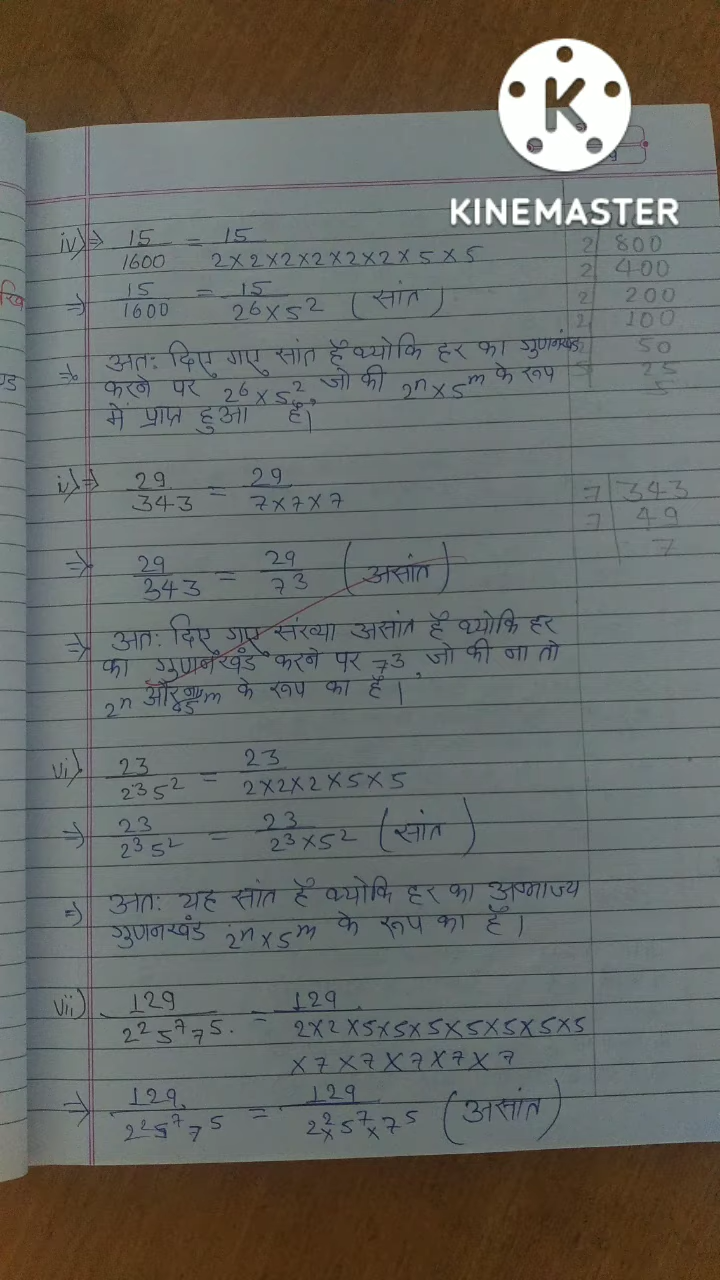 KINEMASTER
iv) ⇒ 15/1600 = 15/2×2×2×2×2×2×5×5
⇒ 15/1600 = 15/2⁶×5² (सांत)
⇒ अतः दिए गए सांत है क्योकि हर का गुणनखंड
करने पर 2⁶×5², जो की 2ⁿ×5ᵐ के रूप
में प्राप्त हुआ है।
2 | 800
2 | 400
2 | 200
2 | 100
2 | 50
5 | 25
5
v) ⇒ 29/343 = 29/7×7×7
⇒ 29/343 = 29/7³ (असांत)
⇒ अतः दिए गए संख्या असांत है क्योकि हर
का गुणनखंड करने पर 7³, जो की ना तो
2ⁿ और 5ᵐ के रूप का है।
7 | 343
7 | 49
7
vi) 23/2³5² = 23/2×2×2×5×5
⇒ 23/2³5² = 23/2³×5² (सांत)
⇒ अतः यह सांत है क्योकि हर का अभाज्य
गुणनखंड 2ⁿ×5ᵐ के रूप का है।
vii) 129/2²5⁷7⁵ = 129/2×2×5×5×5×5×5×5×5
×7×7×7×7×7
⇒ 129/2²5⁷7⁵ = 129/2²×5⁷×7⁵ (असांत)